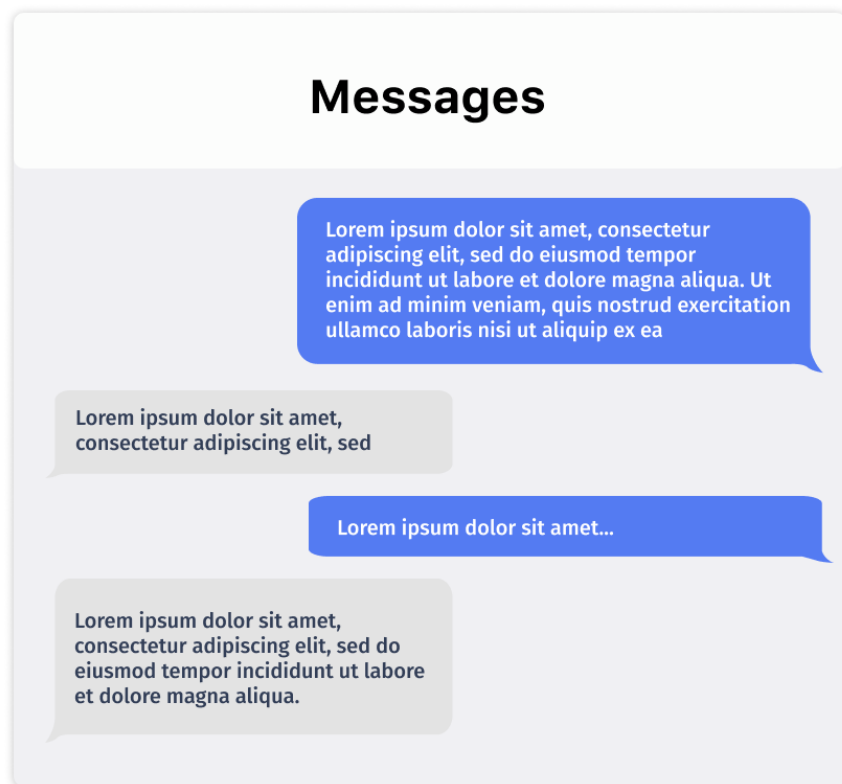 Messages
Lorem ipsum dolor sit amet, consectetur
adipiscing elit, sed do eiusmod tempor
incididunt ut labore et dolore magna aliqua. Ut
enim ad minim veniam, quis nostrud exercitation
ullamco laboris nisi ut aliquip ex ea
Lorem ipsum dolor sit amet,
consectetur adipiscing elit, sed
Lorem ipsum dolor sit amet...
Lorem ipsum dolor sit amet,
consectetur adipiscing elit, sed do
eiusmod tempor incididunt ut labore
et dolore magna aliqua.